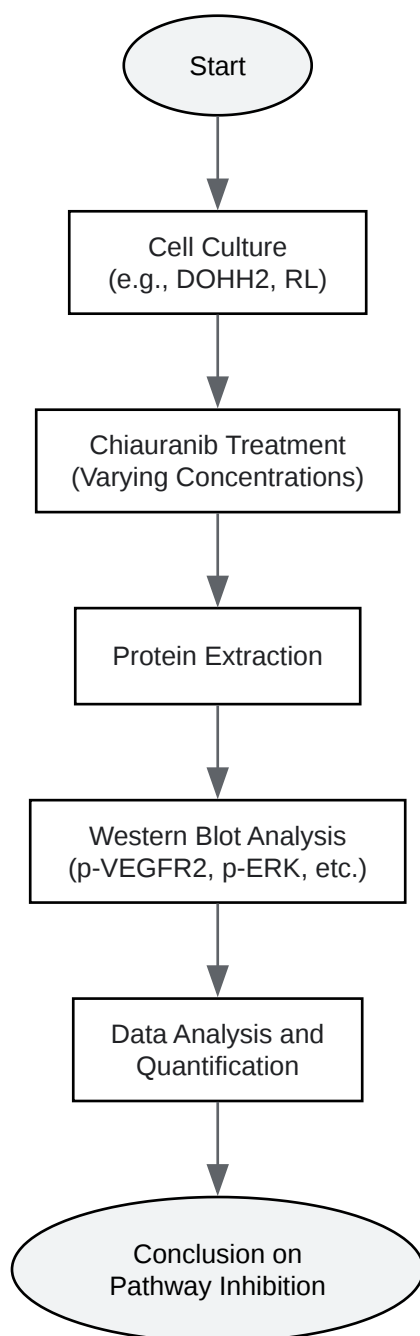 Start
Cell Culture
(e.g., DOHH2, RL)
Chiauranib Treatment
(Varying Concentrations)
Protein Extraction
Western Blot Analysis
(p-VEGFR2, p-ERK, etc.)
Data Analysis and
Quantification
Conclusion on
Pathway Inhibition